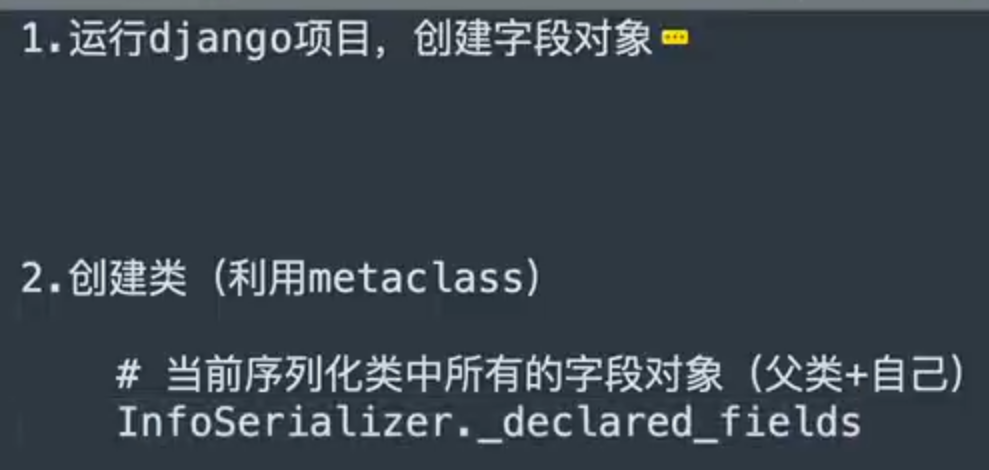 1.运行django项目，创建字段对象
2.创建类（利用metaclass）
# 当前序列化类中所有的字段对象（父类+自己）
InfoSerializer._declared_fields